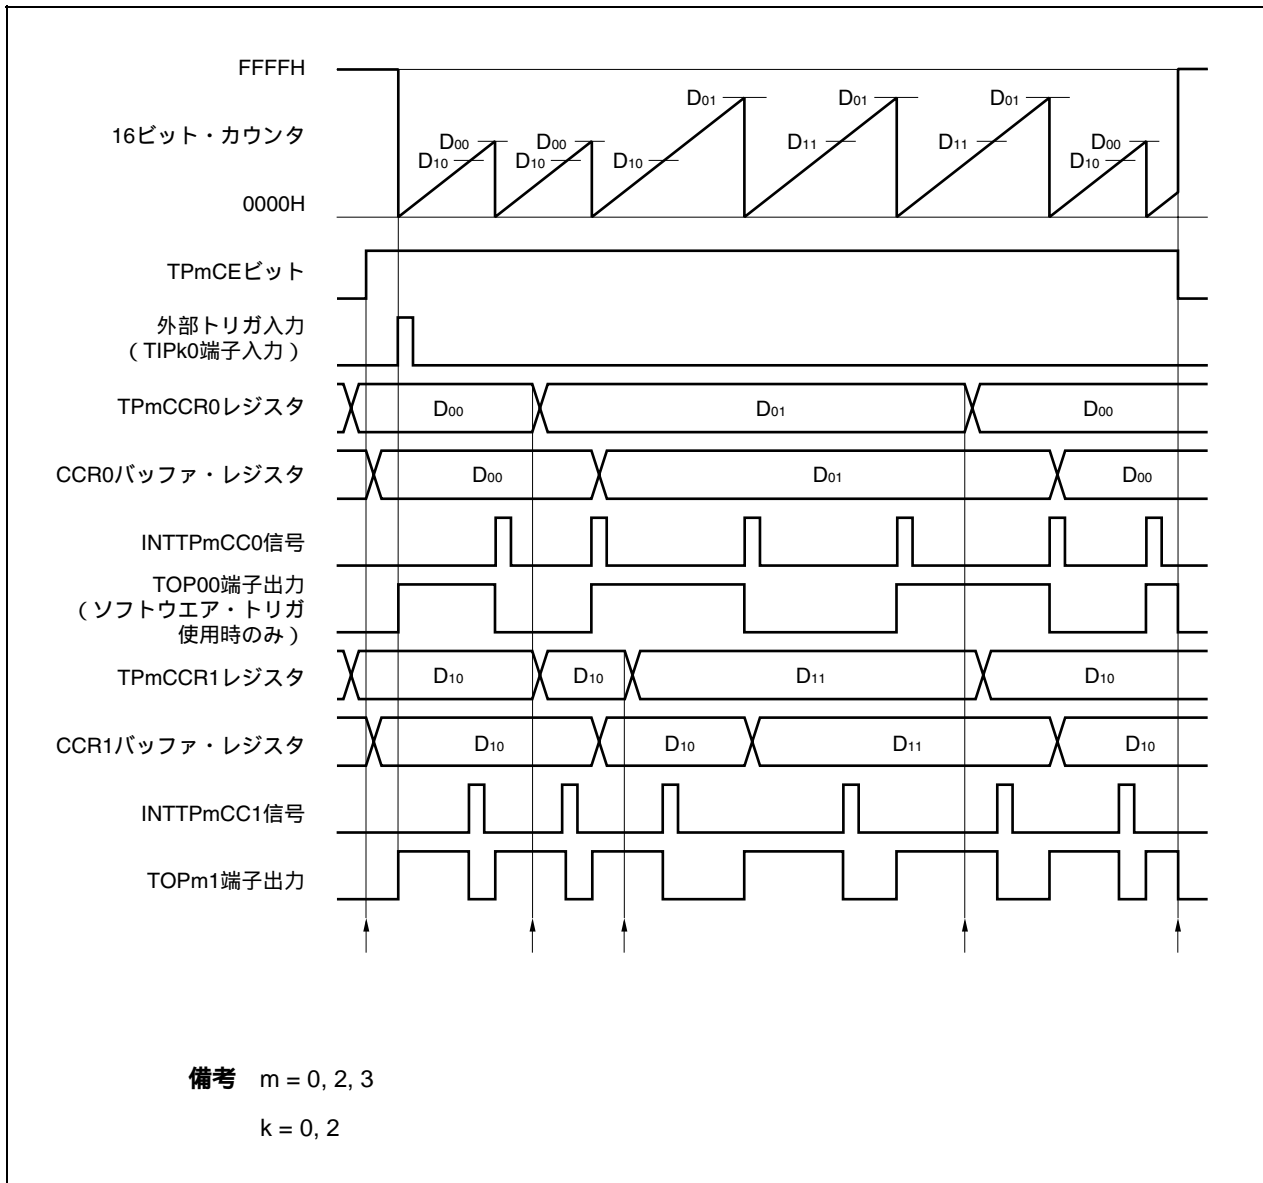 FFFFH
16ビット・カウンタ
0000H
D01 D01 D01
D00 D00 D11 D11 D00
D10 D10 D10 D10
TPmCEビット
外部トリガ入力
（TIPk0端子入力）
TPmCCR0レジスタ
D00 D01 D00
CCR0バッファ・レジスタ
D00 D01 D00
INTTPmCC0信号
TOP00端子出力
（ソフトウエア・トリガ
使用時のみ）
TPmCCR1レジスタ
D10 D10 D11 D10
CCR1バッファ・レジスタ
D10 D10 D11 D10
INTTPmCC1信号
TOPm1端子出力
備考 m = 0, 2, 3
k = 0, 2